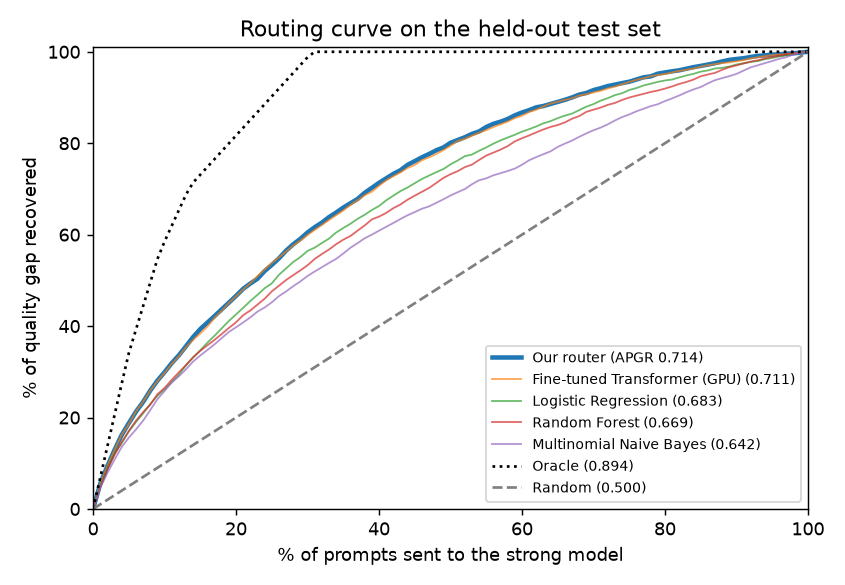 Routing curve on the held-out test set
% of quality gap recovered
100
80
60
40
20
0
0 20 40 60 80 100
% of prompts sent to the strong model
Our router (APGR 0.714)
Fine-tuned Transformer (GPU) (0.711)
Logistic Regression (0.683)
Random Forest (0.669)
Multinomial Naive Bayes (0.642)
Oracle (0.894)
Random (0.500)